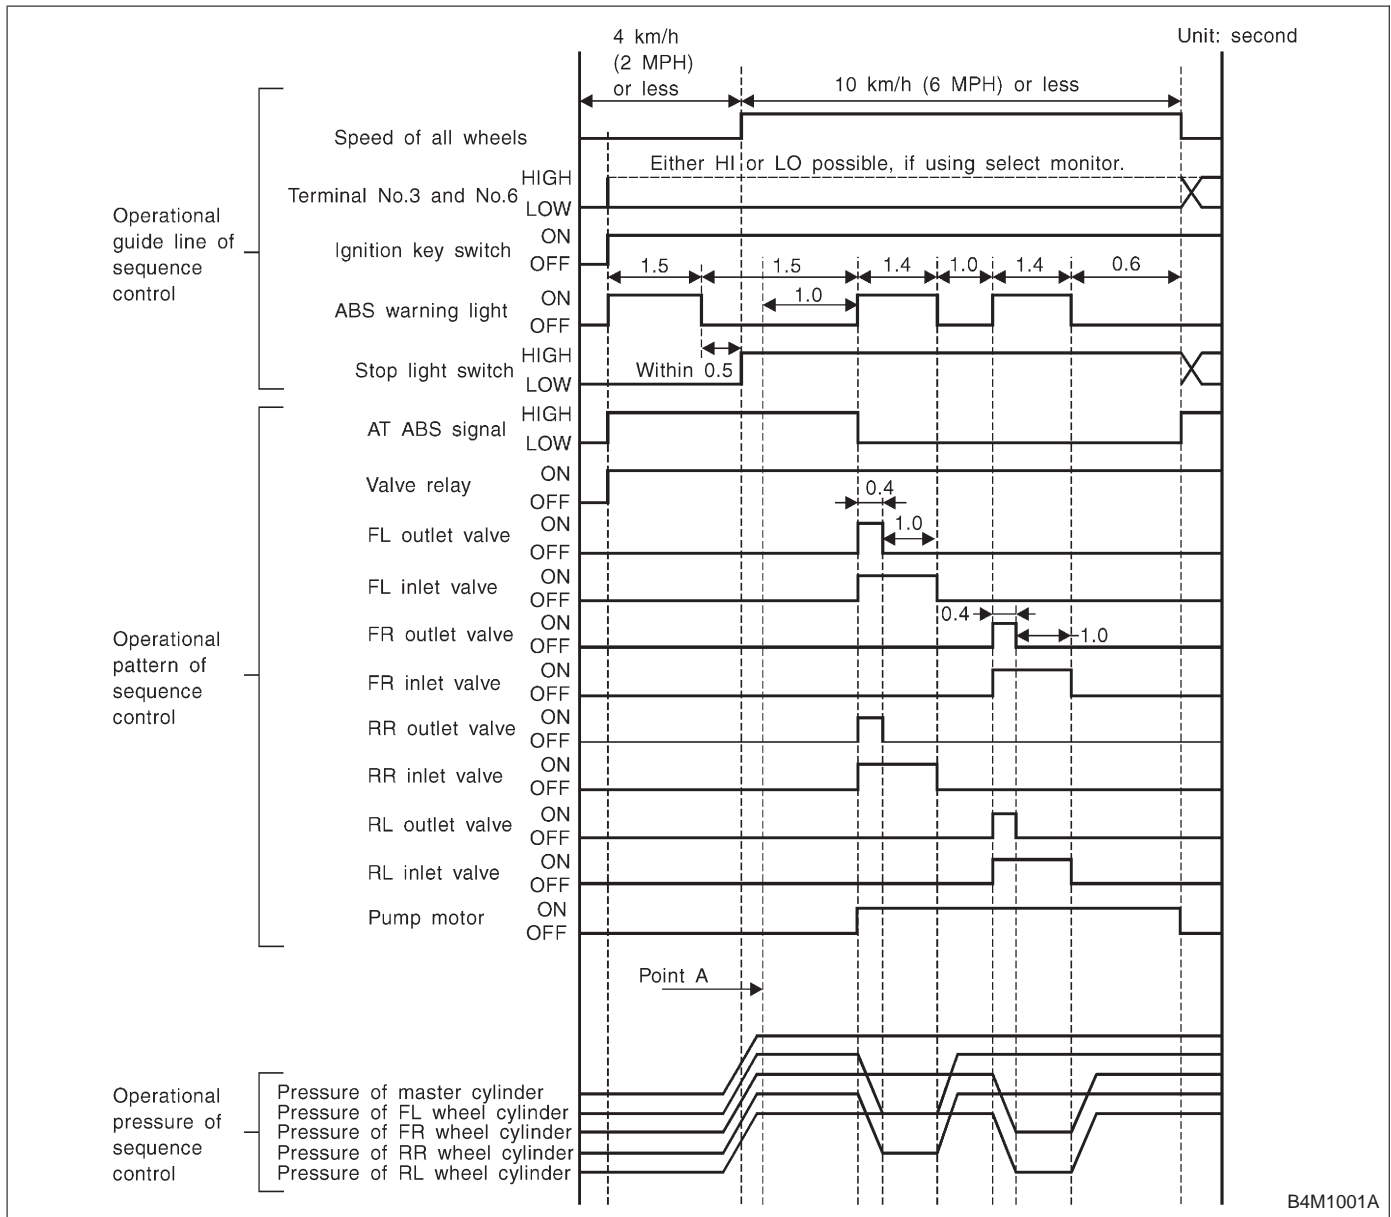 4 km/h
(2 MPH)
or less
Unit: second
10 km/h (6 MPH) or less
Operational
guide line of
sequence
control
Speed of all wheels
Either HI or LO possible, if using select monitor.
Terminal No.3 and No.6
HIGH
LOW
Ignition key switch
ON
OFF
1.5
1.5
1.4
1.0
1.4
0.6
ABS warning light
ON
OFF
1.0
Stop light switch
HIGH
LOW
Within 0.5
Operational
pattern of
sequence
control
AT ABS signal
HIGH
LOW
Valve relay
ON
OFF
0.4
FL outlet valve
ON
OFF
1.0
FL inlet valve
ON
OFF
0.4
FR outlet valve
ON
OFF
1.0
FR inlet valve
ON
OFF
RR outlet valve
ON
OFF
RR inlet valve
ON
OFF
RL outlet valve
ON
OFF
RL inlet valve
ON
OFF
Pump motor
ON
OFF
Point A
Operational
pressure of
sequence
control
Pressure of master cylinder
Pressure of FL wheel cylinder
Pressure of FR wheel cylinder
Pressure of RR wheel cylinder
Pressure of RL wheel cylinder
B4M1001A